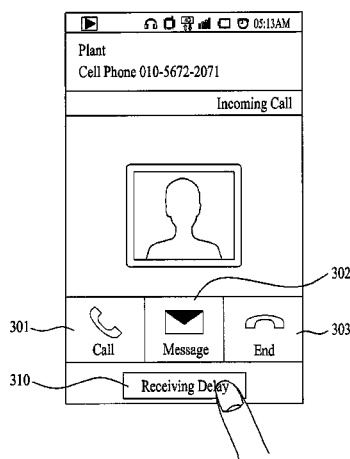 05:13AM
Plant
Cell Phone 010-5672-2071
Incoming Call
302
301
303
Call
Message
End
310
Receiving Delay